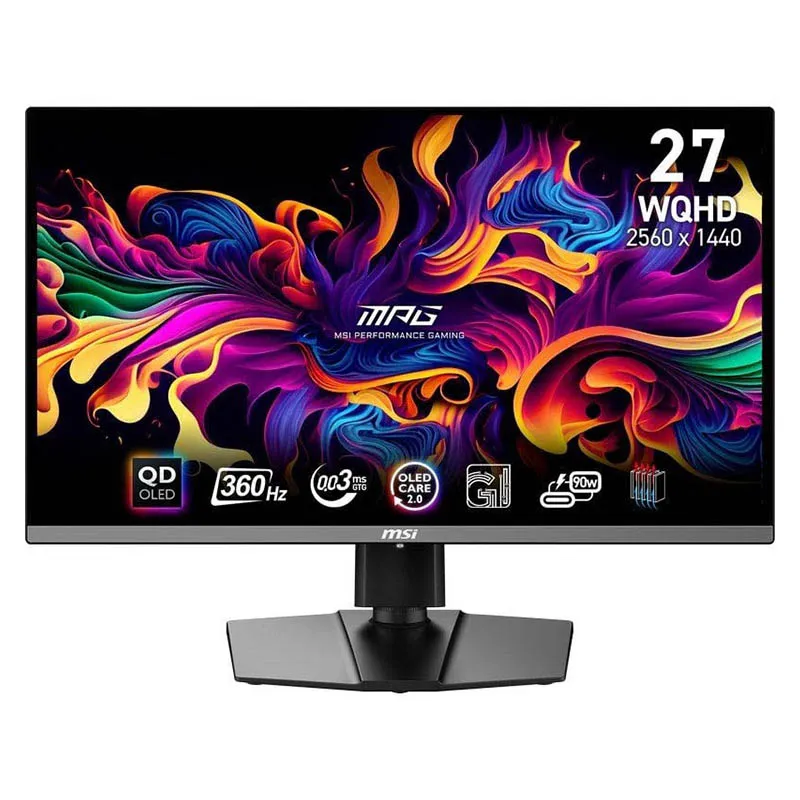 27
WQHD
2560 x 1440
MPG
MSI PERFORMANCE GAMING
QD
OLED
360Hz
0.03ms
GTG
OLED
CARE
2.0
GI
90w
msi